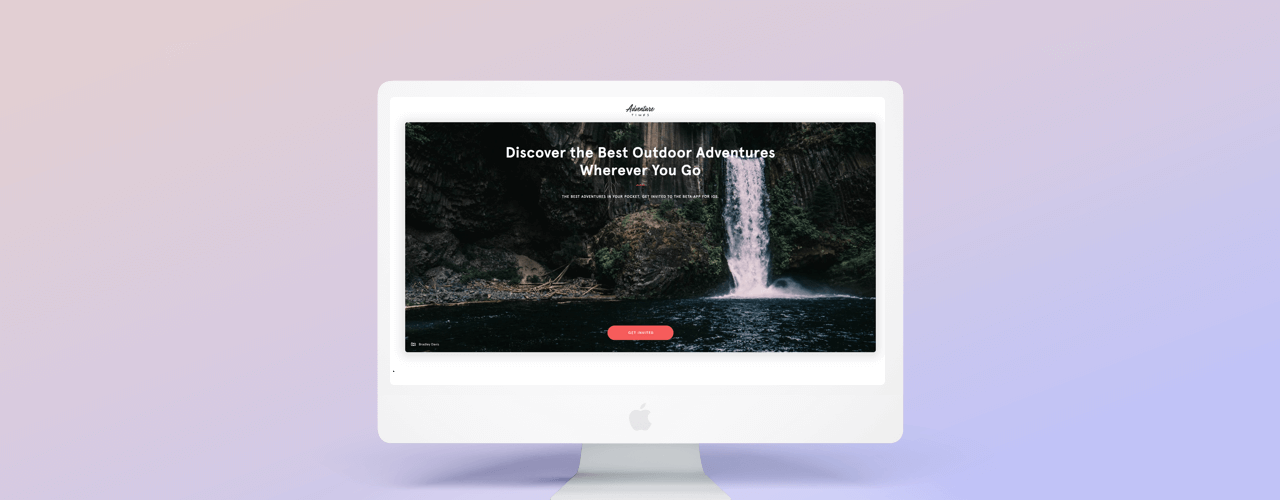 Adventure
TIMES
Discover the Best Outdoor Adventures
Wherever You Go
THE BEST ADVENTURES IN YOUR POCKET, GET INVITED TO THE BETA APP FOR IOS
GET INVITED
Bradley Davis